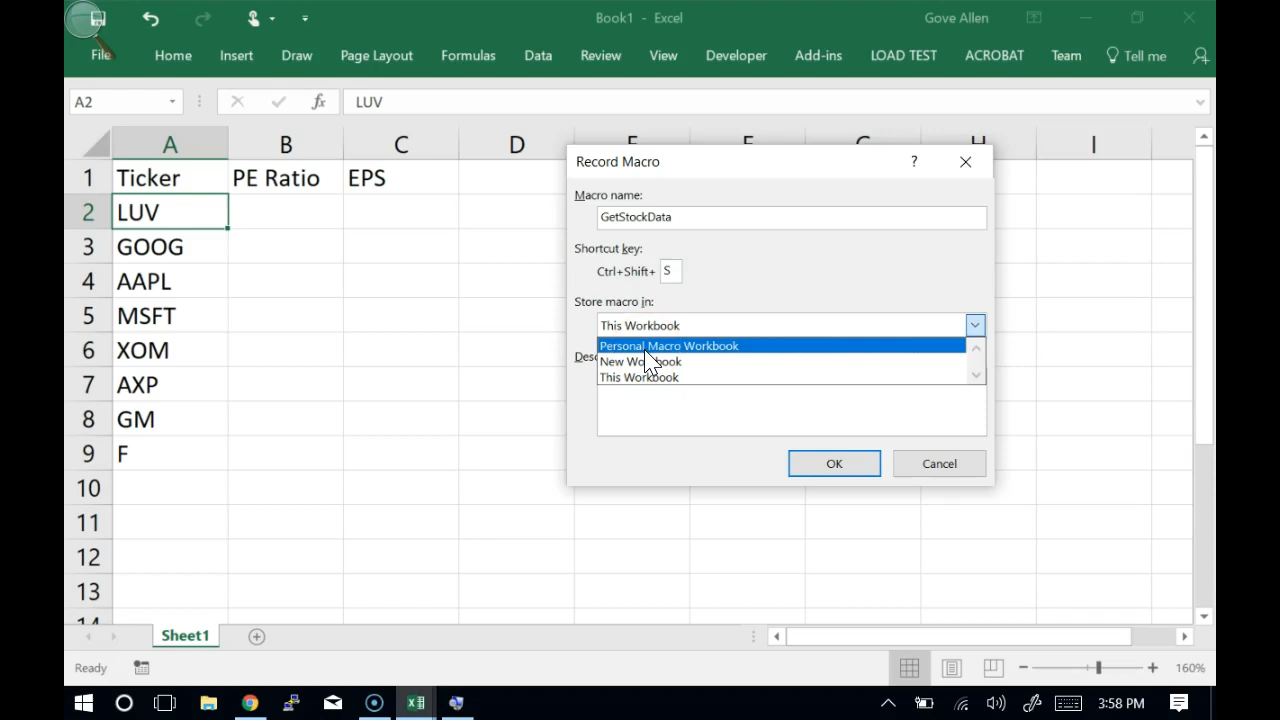 Book1 - Excel
Gove Allen
File Home Insert Draw Page Layout Formulas Data Review View Developer Add-ins LOAD TEST ACROBAT Team Tell me
A2 fx LUV
A B C D E F G H I
1 Ticker PE Ratio EPS
2 LUV
3 GOOG
4 AAPL
5 MSFT
6 XOM
7 AXP
8 GM
9 F
10
11
12
13
14
Record Macro ?
Macro name:
GetStockData
Shortcut key:
Ctrl+Shift+ S
Store macro in:
This Workbook
Personal Macro Workbook
New Workbook
This Workbook
Desc
OK Cancel
Sheet1
Ready 160%
3:58 PM